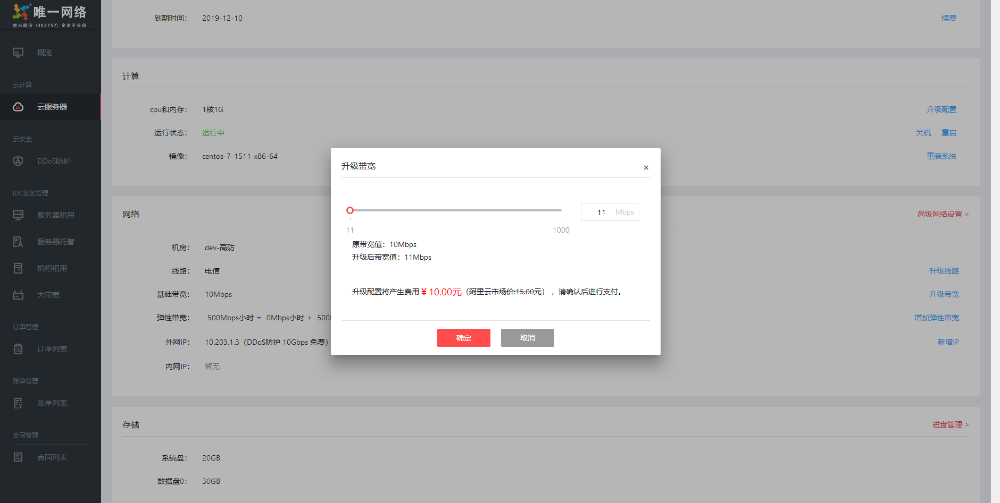 唯一网络
南兴股份（002757）全资子公司
概览
云计算
云服务器
云安全
DDoS防护
IDC业务管理
服务器租用
服务器托管
机柜租用
大带宽
订单管理
订单列表
账单管理
账单列表
合同管理
合同列表
到期时间： 2019-12-10 续费
计算
cpu和内存： 1核1G 升级配置
运行状态： 运行中 关机 重启
镜像： centos-7-1511-x86-64 重装系统
网络 高级网络设置 >
机房： dev-高防
线路： 电信 升级线路
基础带宽： 10Mbps 升级带宽
弹性带宽： 500Mbps小时 = 0Mbps小时 + 500 增加弹性带宽
外网IP： 10.203.1.3（DDoS防护 10Gbps 免费） 新增IP
内网IP： 暂无
存储 磁盘管理 >
系统盘： 20GB
数据盘0： 30GB
升级带宽 ×
11 Mbps
11 1000
原带宽值：10Mbps
升级后带宽值：11Mbps
升级配置将产生费用¥ 10.00元（阿里云市场价:15.00元），请确认后进行支付。
确定 取消